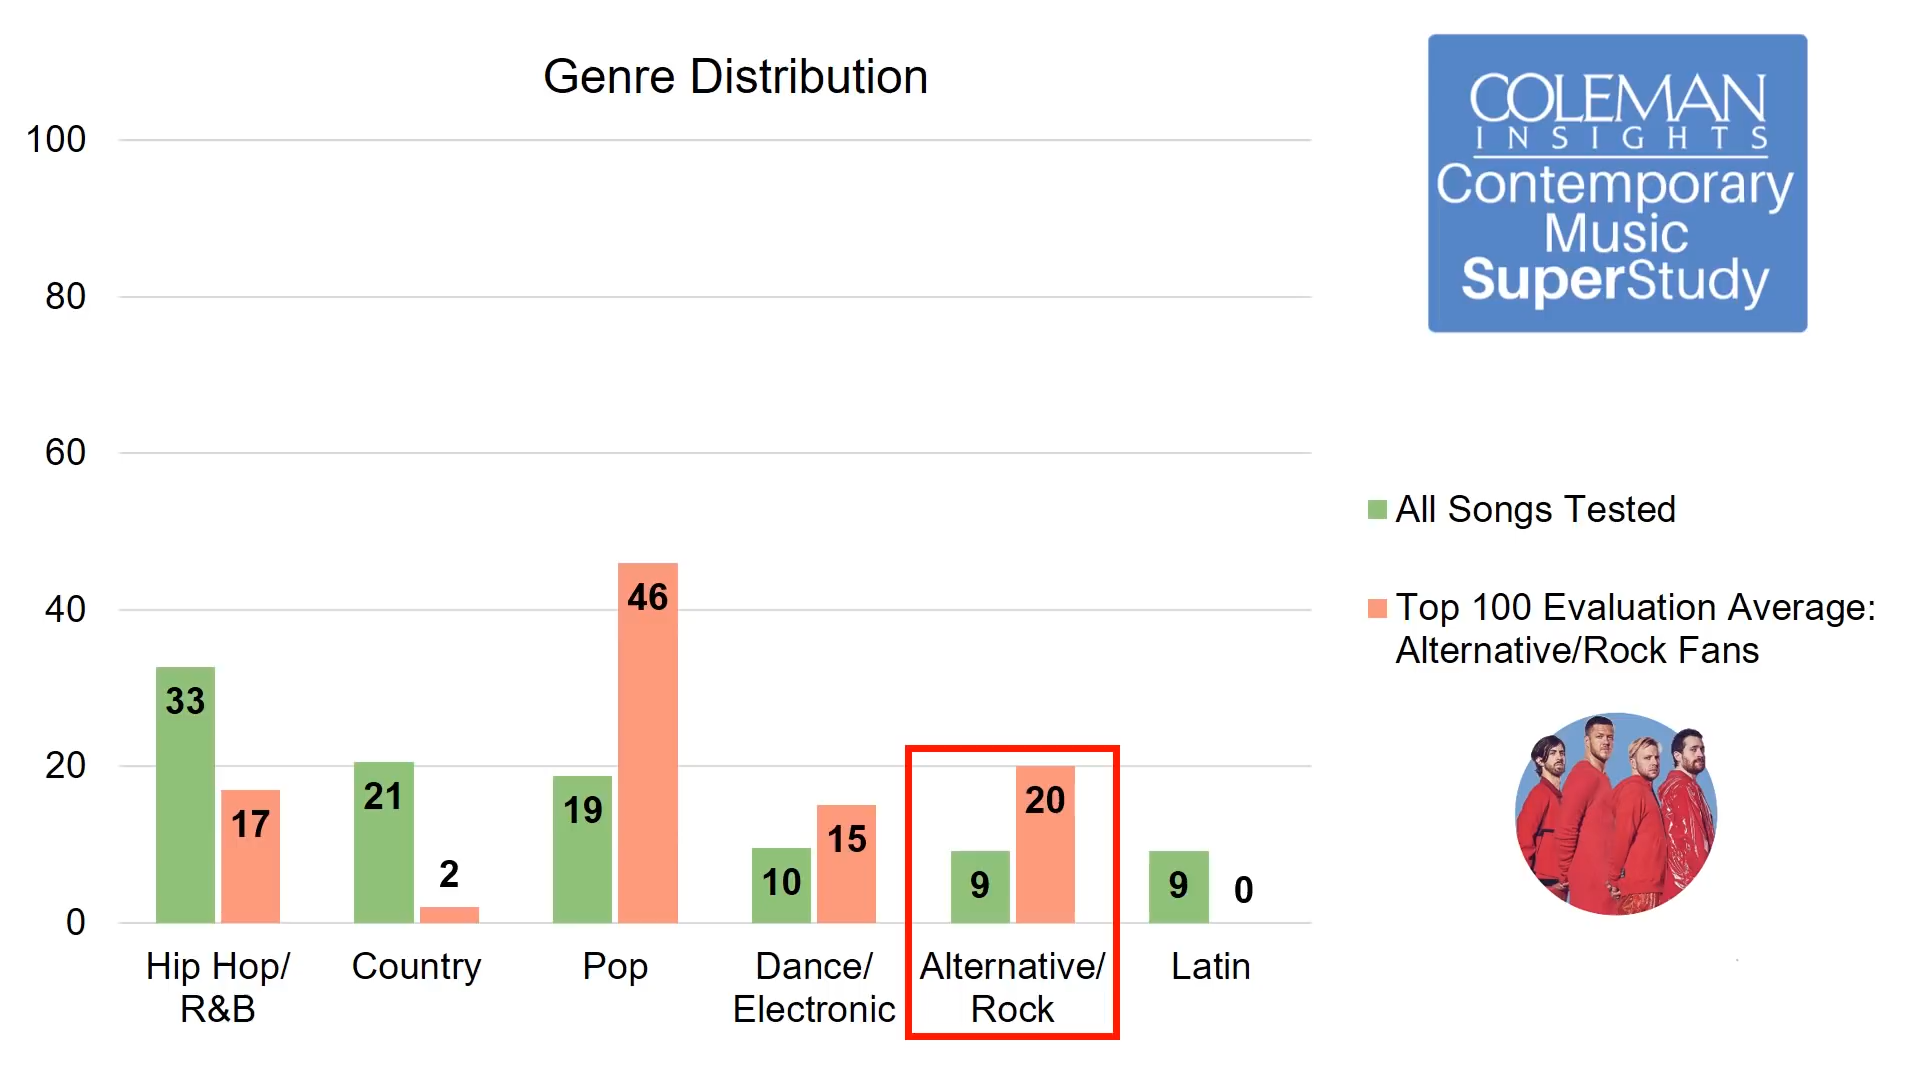 Genre Distribution
100
80
60
40
20
0
33
17
21
2
19
46
10
15
9
20
9
0
Hip Hop/
R&B
Country
Pop
Dance/
Electronic
Alternative/
Rock
Latin
COLEMAN
INSIGHTS
Contemporary
Music
SuperStudy
All Songs Tested
Top 100 Evaluation Average:
Alternative/Rock Fans